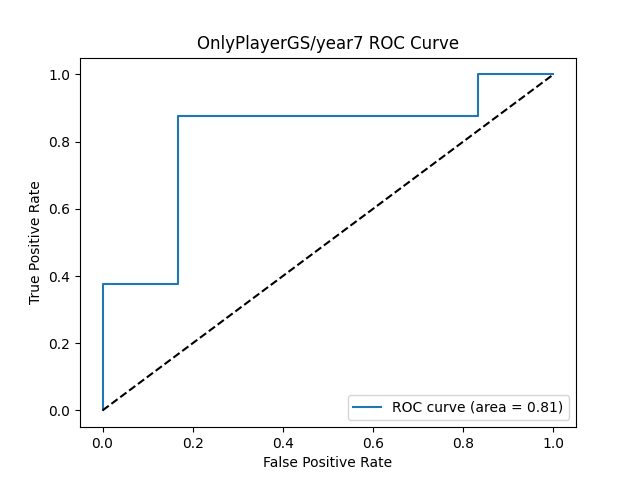 OnlyPlayerGS/year7 ROC Curve
1.0
0.8
0.6
0.4
0.2
0.0
True Positive Rate
ROC curve (area = 0.81)
0.0 0.2 0.4 0.6 0.8 1.0
False Positive Rate